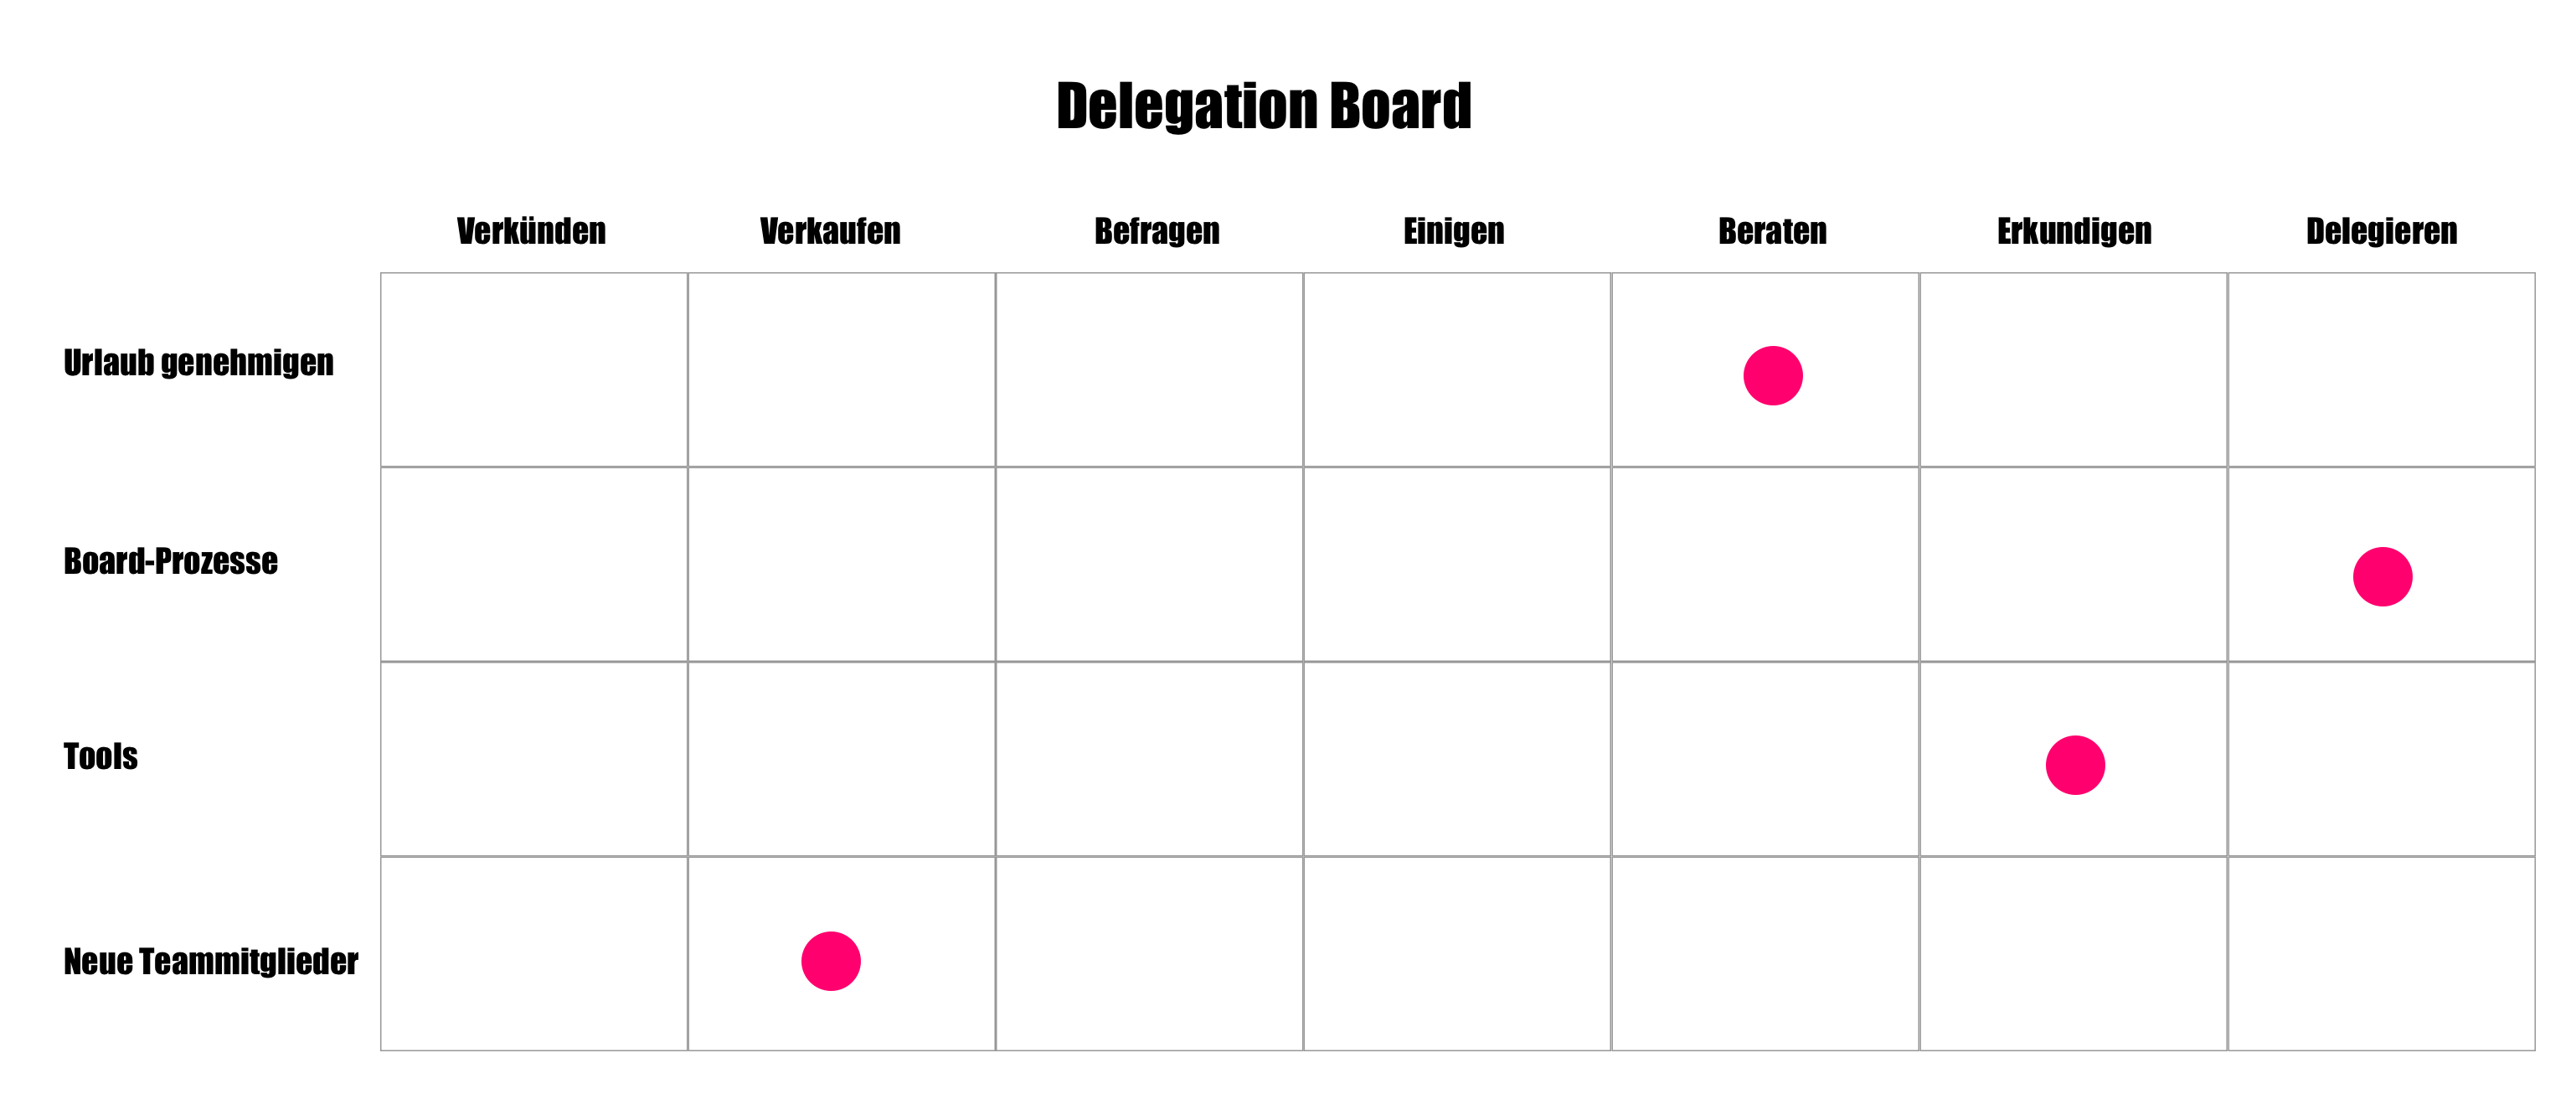 Delegation Board
Verkünden Verkaufen Befragen Einigen Beraten Erkundigen Delegieren
Urlaub genehmigen
Board-Prozesse
Tools
Neue Teammitglieder